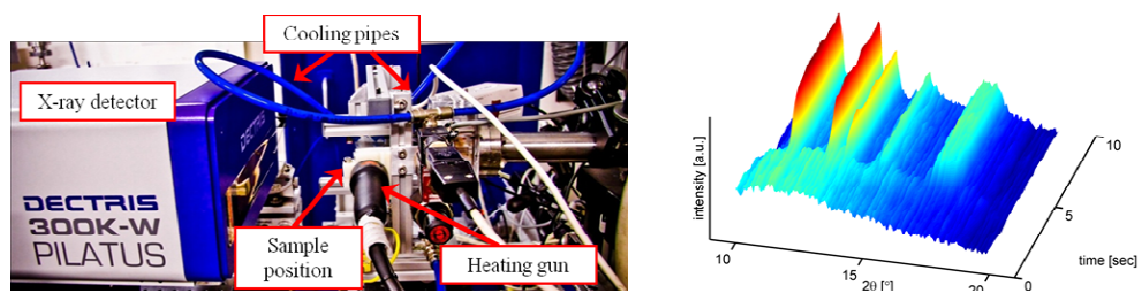 Cooling pipes
X-ray detector
DECTRIS
DECTRIS
300K-W
PILATUS
Sample
position
Heating gun
intensity [a.u.]
10
15
20
2θ [°]
0
5
10
time [sec]